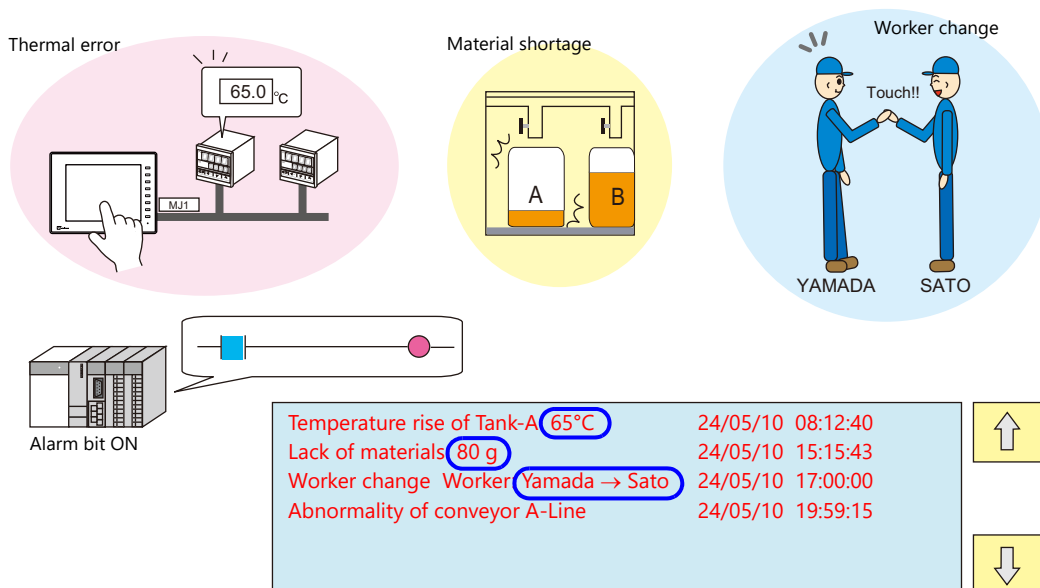 Thermal error
65.0 °C
MJ1
Material shortage
A
B
Worker change
Touch!!
YAMADA
SATO
Alarm bit ON
Temperature rise of Tank-A 65°C 24/05/10 08:12:40
Lack of materials 80 g 24/05/10 15:15:43
Worker change Worker: Yamada → Sato 24/05/10 17:00:00
Abnormality of conveyor A-Line 24/05/10 19:59:15